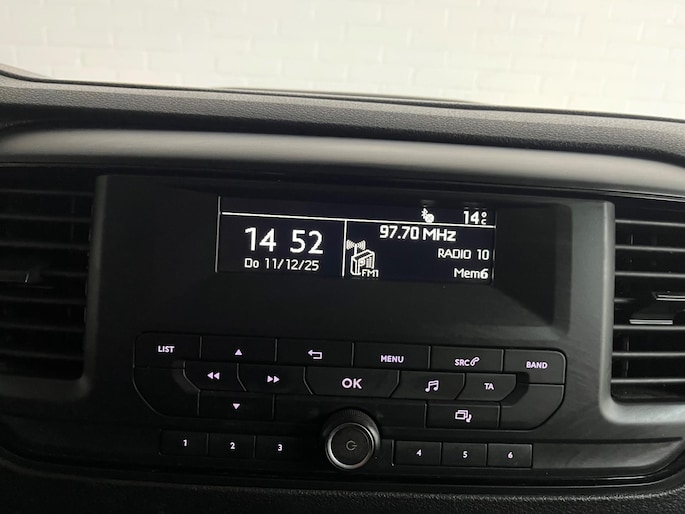 14°C
14 52
97.70 MHz
RADIO 10
Do 11/12/25
FM1
Mem6
LIST
MENU
SRC
BAND
OK
TA
1 2 3
4 5 6